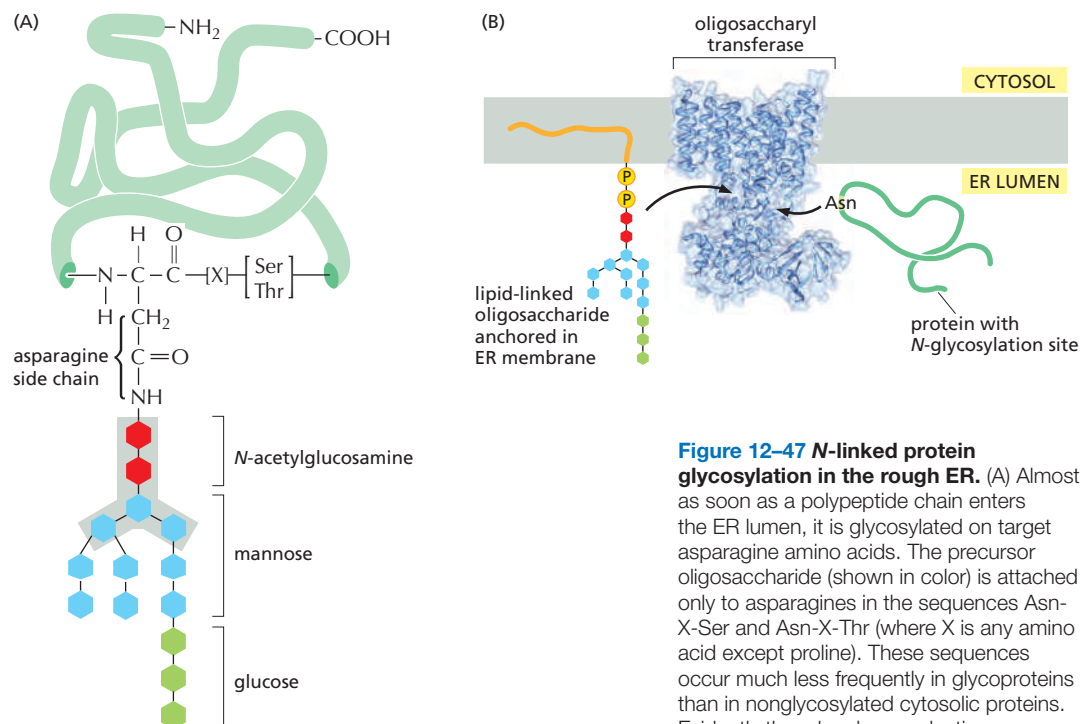 (A)
NH2
COOH
H O
N C C [X] Ser
Thr
H CH2
asparagine
side chain
C=O
NH
N-acetylglucosamine
mannose
glucose
(B)
oligosaccharyl
transferase
CYTOSOL
ER LUMEN
P
P
Asn
lipid-linked
oligosaccharide
anchored in
ER membrane
protein with
N-glycosylation site
Figure 12–47 N-linked protein
glycosylation in the rough ER. (A) Almost
as soon as a polypeptide chain enters
the ER lumen, it is glycosylated on target
asparagine amino acids. The precursor
oligosaccharide (shown in color) is attached
only to asparagines in the sequences Asn-
X-Ser and Asn-X-Thr (where X is any amino
acid except proline). These sequences
occur much less frequently in glycoproteins
than in nonglycosylated cytosolic proteins.